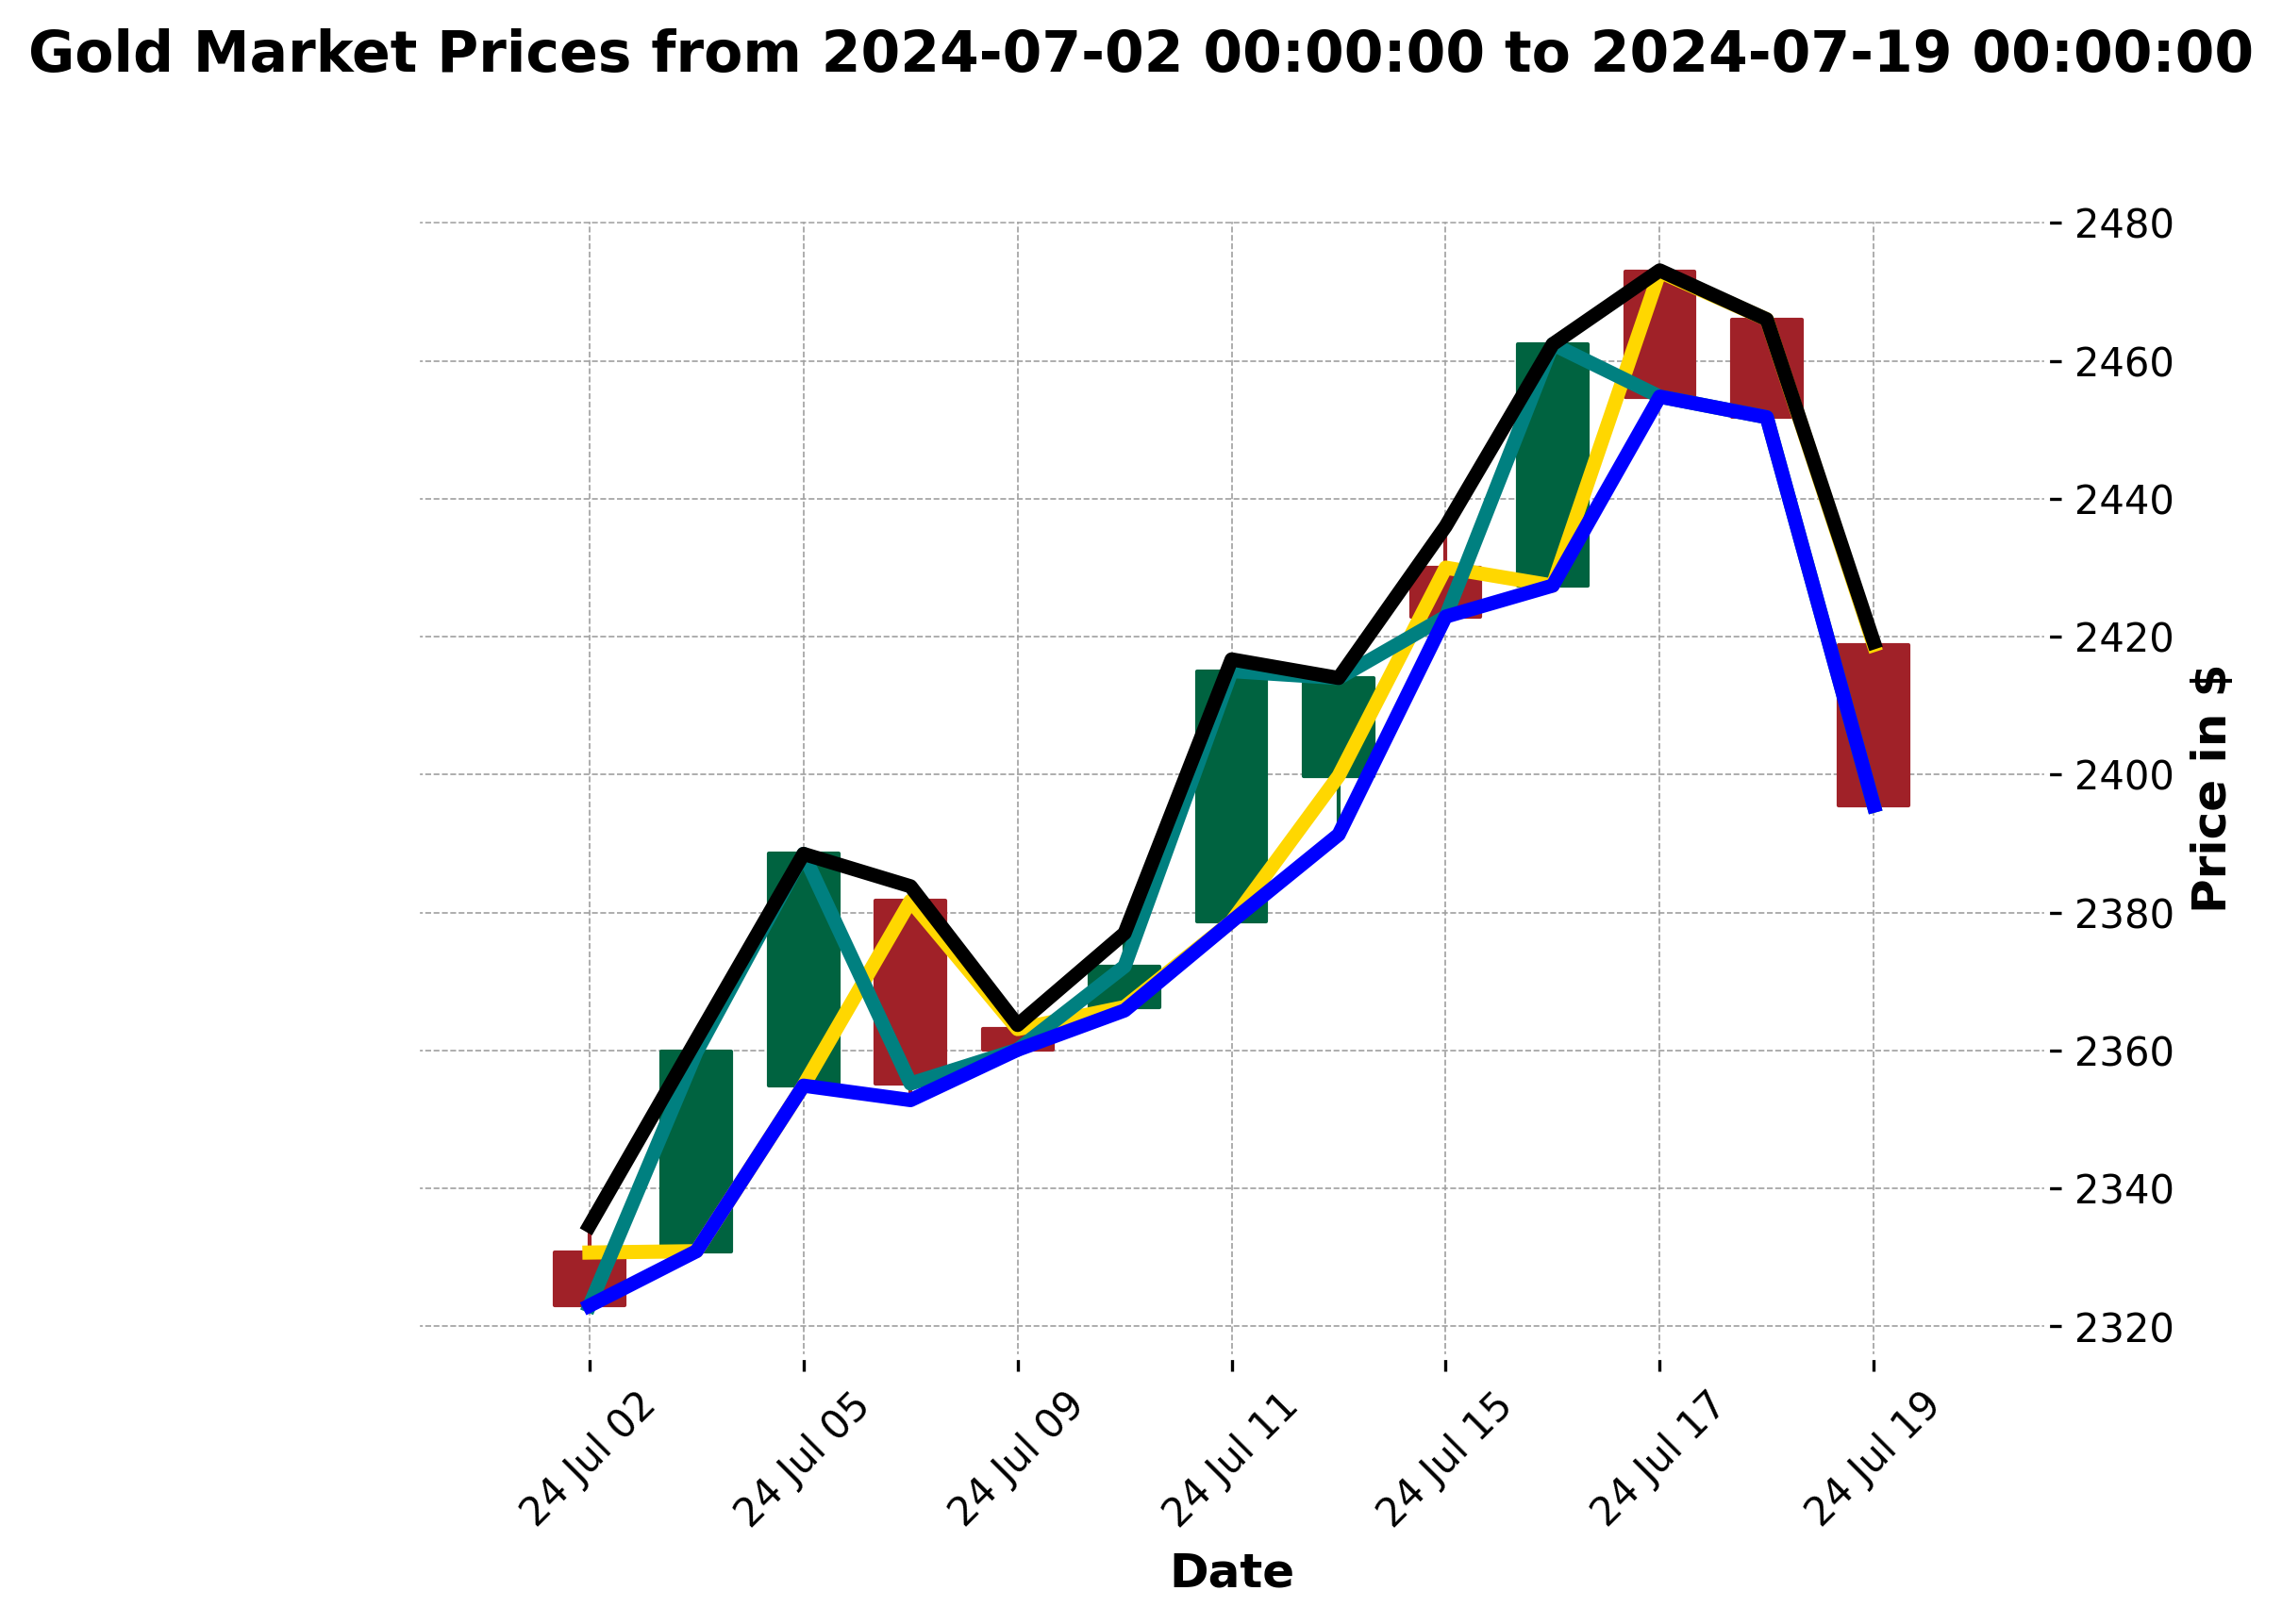 Gold Market Prices from 2024-07-02 00:00:00 to 2024-07-19 00:00:00
2480
2460
2440
2420
2400
2380
2360
2340
2320
Price in $
24 Jul 02
24 Jul 05
24 Jul 09
24 Jul 11
24 Jul 15
24 Jul 17
24 Jul 19
Date